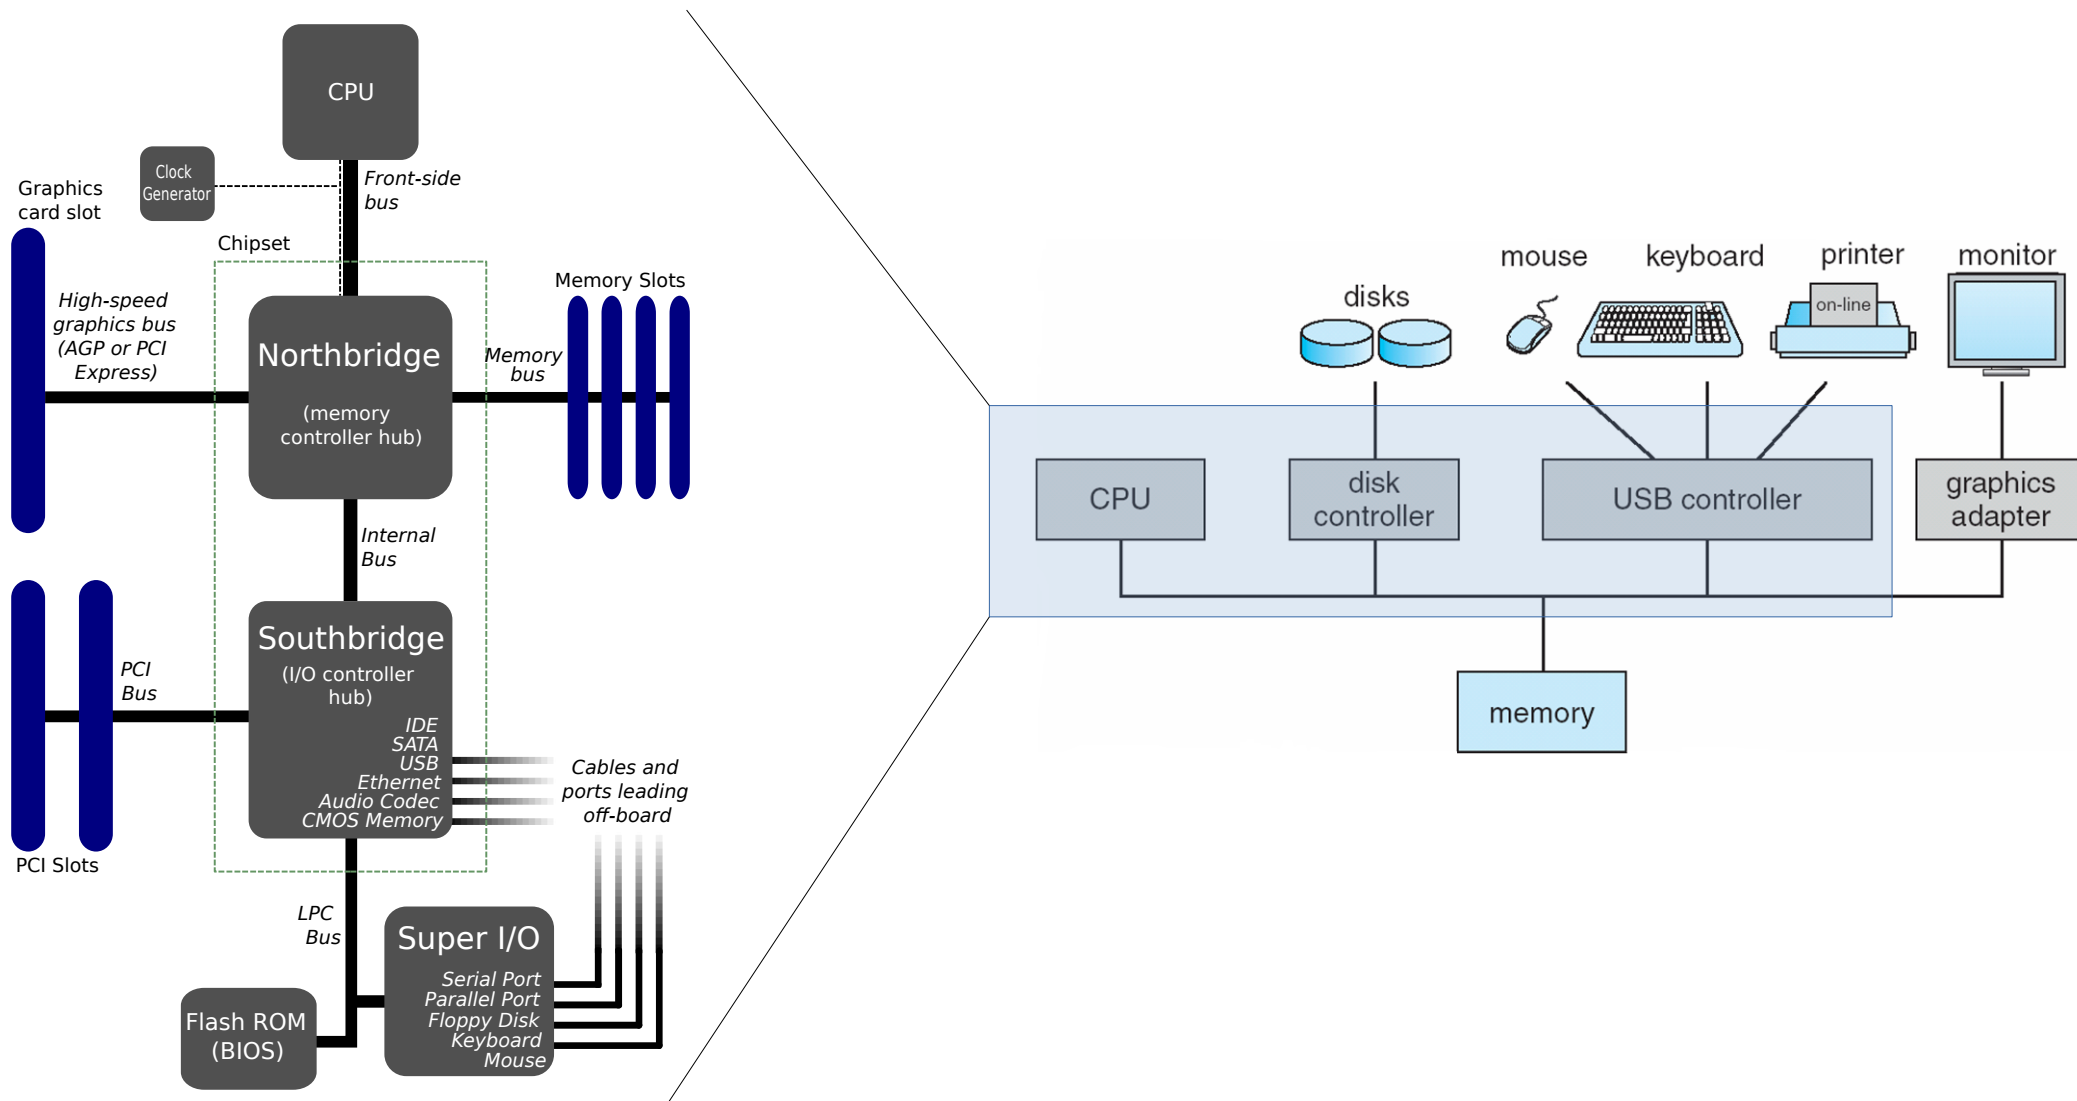 CPU
Clock
Generator
Front-side
bus
Graphics
card slot
Chipset
High-speed
graphics bus
(AGP or PCI
Express)
Northbridge
(memory
controller hub)
Memory Slots
Memory
bus
Internal
Bus
Southbridge
(I/O controller
hub)
IDE
SATA
USB
Ethernet
Audio Codec
CMOS Memory
PCI
Bus
PCI Slots
Cables and
ports leading
off-board
LPC
Bus
Super I/O
Serial Port
Parallel Port
Floppy Disk
Keyboard
Mouse
Flash ROM
(BIOS)
disks
mouse
keyboard
printer
monitor
on-line
CPU
disk
controller
USB controller
graphics
adapter
memory